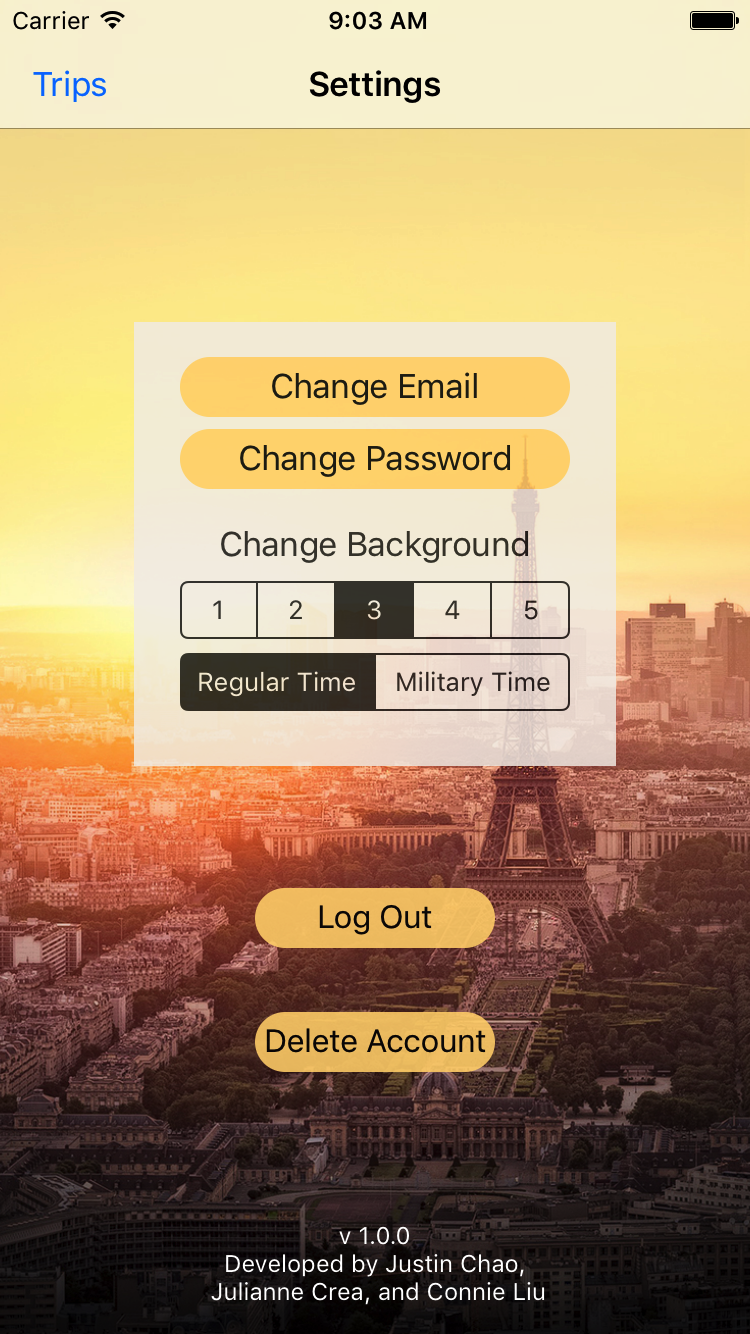 Carrier 9:03 AM
Trips Settings
Change Email
Change Password
Change Background
1 2 3 4 5
Regular Time Military Time
Log Out
Delete Account
v 1.0.0
Developed by Justin Chao,
Julianne Crea, and Connie Liu